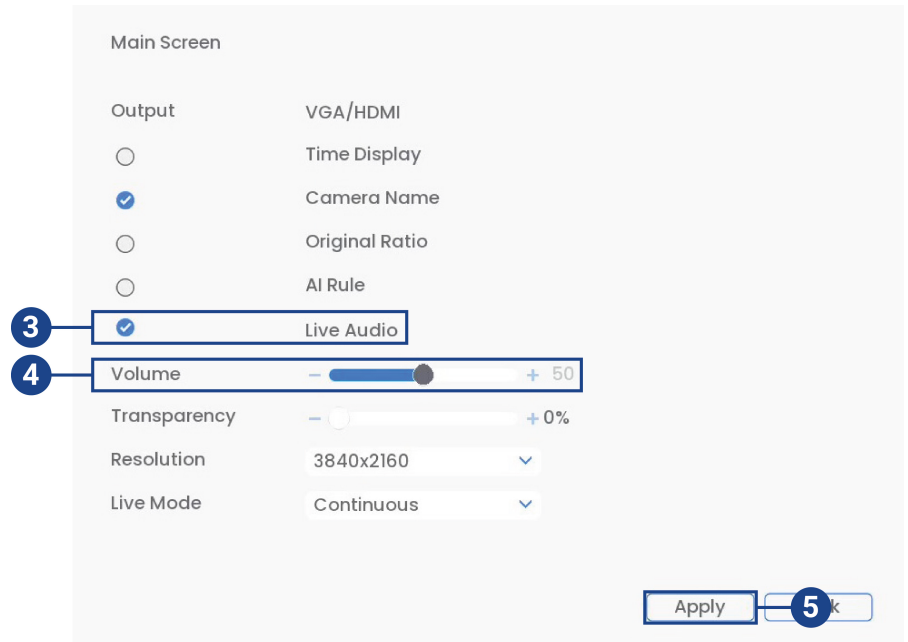 Main Screen
Output VGA/HDMI
Time Display
Camera Name
Original Ratio
AI Rule
3 Live Audio
4 Volume - + 50
Transparency - + 0%
Resolution 3840x2160
Live Mode Continuous
Apply 5